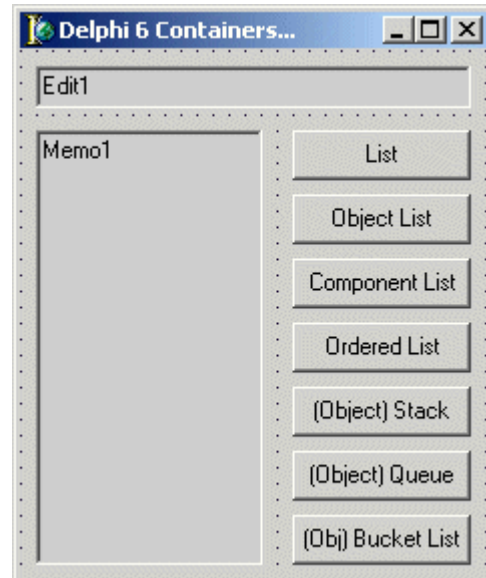 Delphi 6 Containers...
Edit1
Memo1
List
Object List
Component List
Ordered List
(Object) Stack
(Object) Queue
(Obj) Bucket List